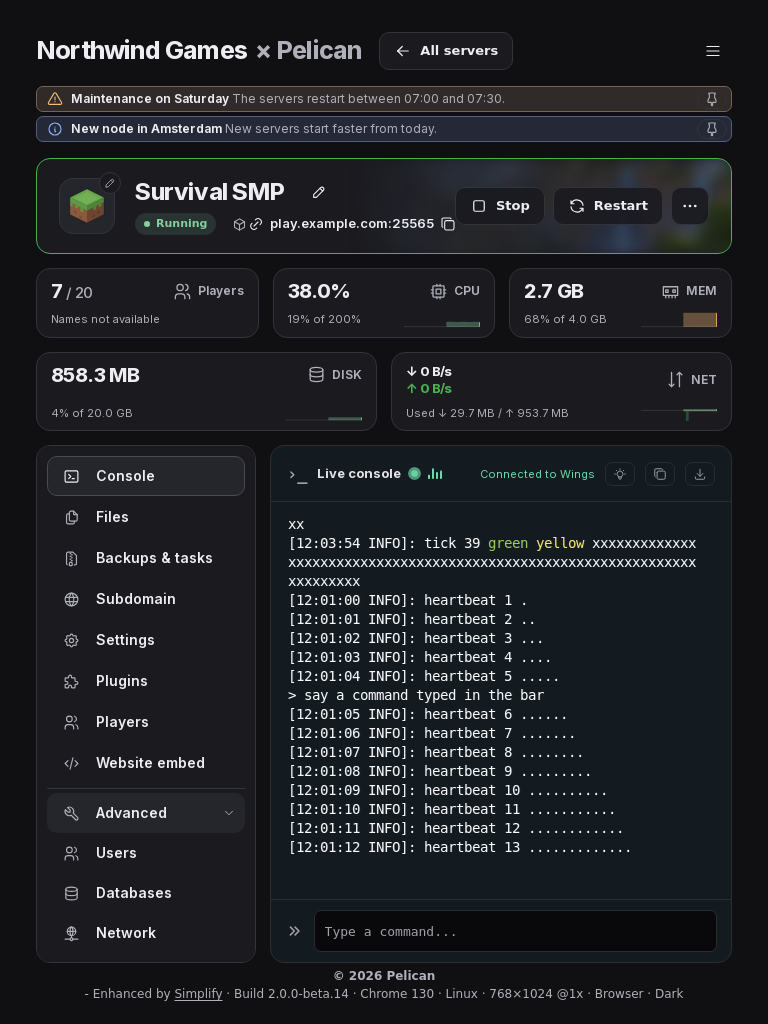 Northwind Games × Pelican
All servers
Maintenance on Saturday The servers restart between 07:00 and 07:30.
New node in Amsterdam New servers start faster from today.
Survival SMP
Running
play.example.com:25565
Stop
Restart
7 / 20
Players
Names not available
38.0%
CPU
19% of 200%
2.7 GB
MEM
68% of 4.0 GB
858.3 MB
DISK
4% of 20.0 GB
↓ 0 B/s
↑ 0 B/s
NET
Used ↓ 29.7 MB / ↑ 953.7 MB
Console
Files
Backups & tasks
Subdomain
Settings
Plugins
Players
Website embed
Advanced
Users
Databases
Network
Live console
Connected to Wings
xx
[12:03:54 INFO]: tick 39 green yellow xxxxxxxxxxxxx
xxxxxxxxxxxxxxxxxxxxxxxxxxxxxxxxxxxxxxxxxxxxxxxxxxx
xxxxxxxxx
[12:01:00 INFO]: heartbeat 1 .
[12:01:01 INFO]: heartbeat 2 ..
[12:01:02 INFO]: heartbeat 3 ...
[12:01:03 INFO]: heartbeat 4 ....
[12:01:04 INFO]: heartbeat 5 .....
> say a command typed in the bar
[12:01:05 INFO]: heartbeat 6 ......
[12:01:06 INFO]: heartbeat 7 .......
[12:01:07 INFO]: heartbeat 8 ........
[12:01:08 INFO]: heartbeat 9 .........
[12:01:09 INFO]: heartbeat 10 ..........
[12:01:10 INFO]: heartbeat 11 ...........
[12:01:11 INFO]: heartbeat 12 ............
[12:01:12 INFO]: heartbeat 13 .............
Type a command...
© 2026 Pelican
- Enhanced by Simplify · Build 2.0.0-beta.14 · Chrome 130 · Linux · 768×1024 @1x · Browser · Dark